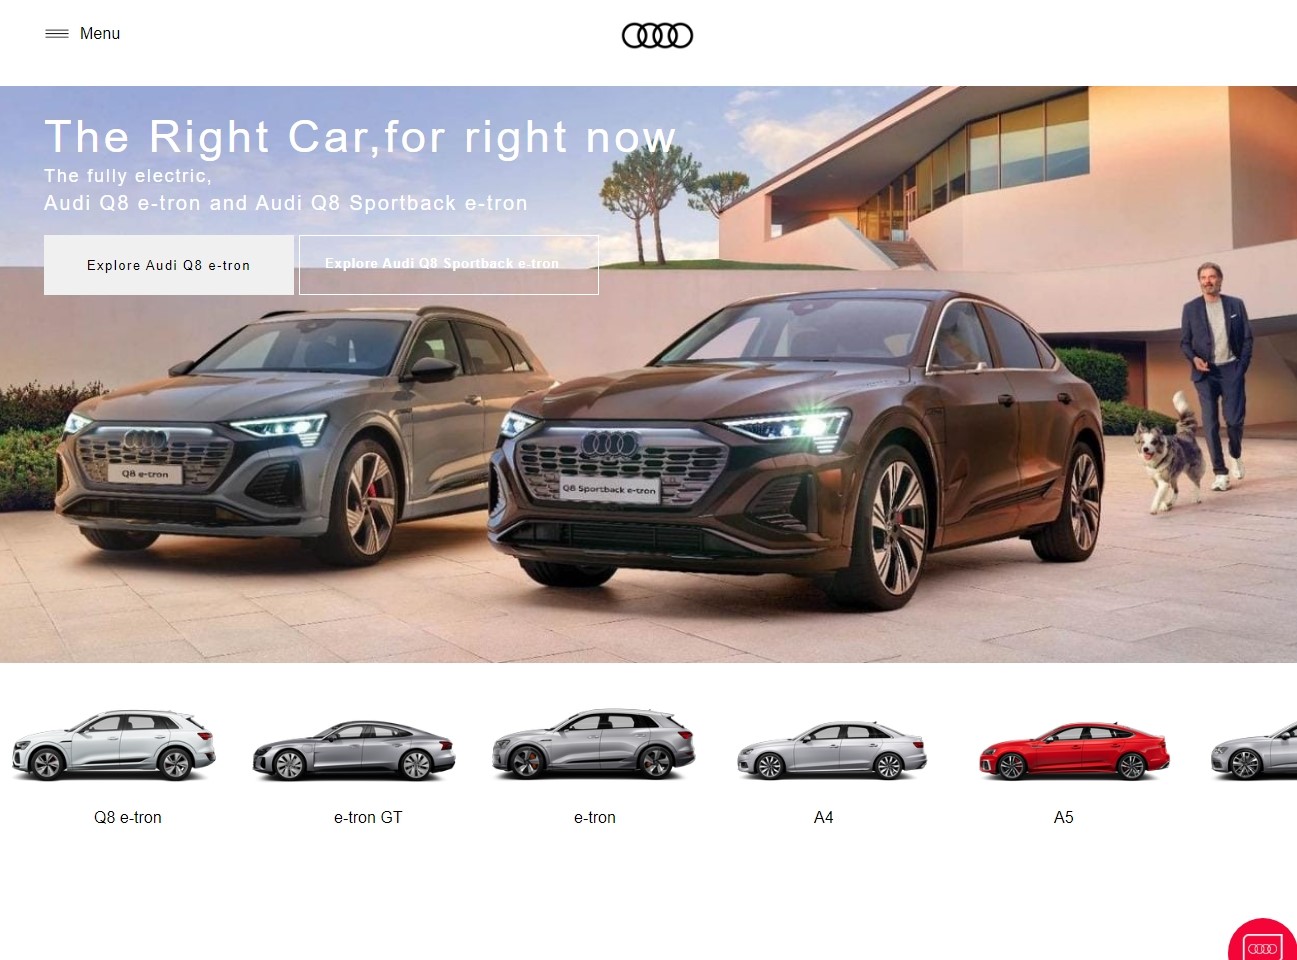 Menu
The Right Car,for right now
The fully electric,
Audi Q8 e-tron and Audi Q8 Sportback e-tron
Explore Audi Q8 e-tron
Explore Audi Q8 Sportback e-tron
Q8 e-tron
Q8 Sportback e-tron
Q8 e-tron
e-tron GT
e-tron
A4
A5